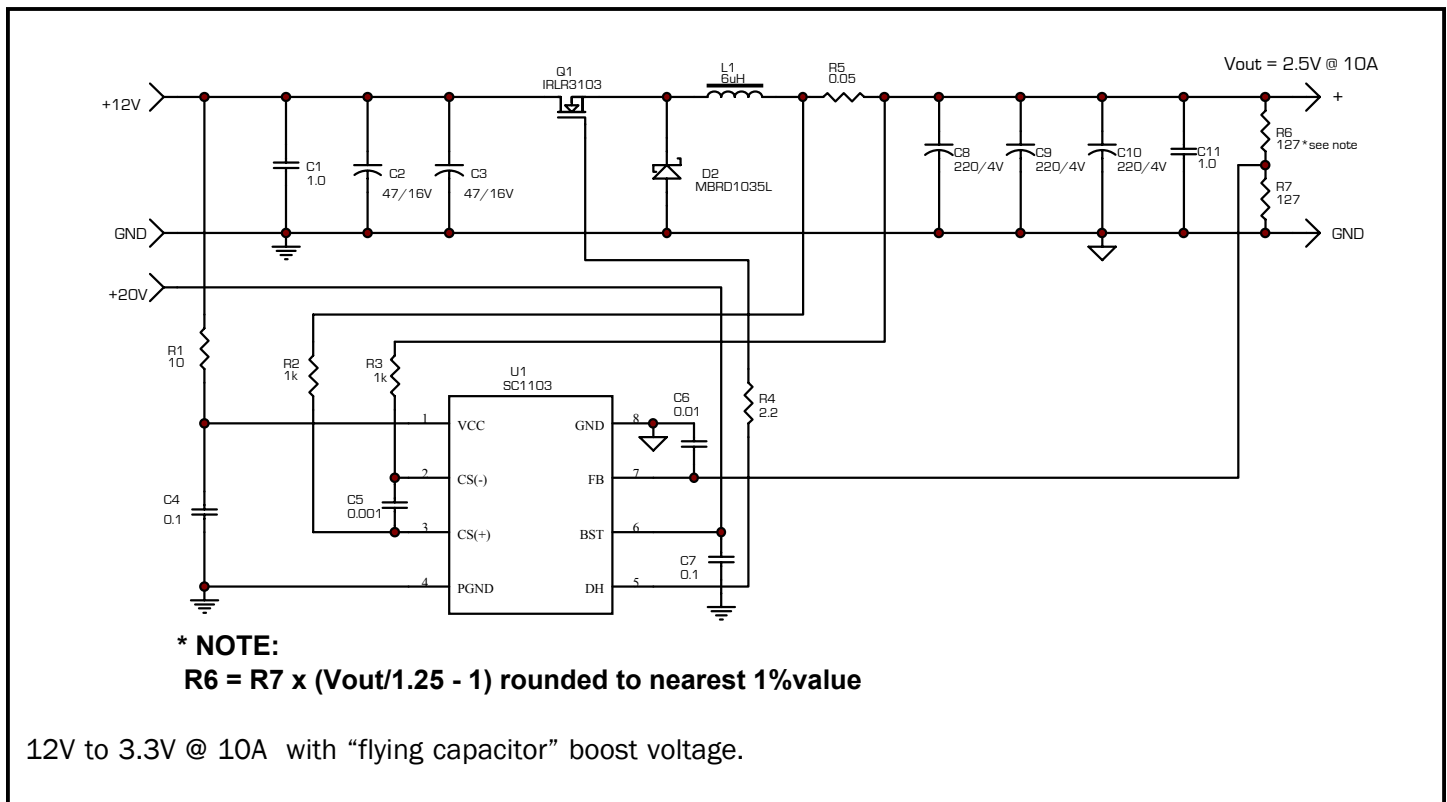 Vout = 2.5V @ 10A
+12V
Q1
IRLR3103
L1
6uH
R5
0.05
+
C1
1.0
C2
47/16V
C3
47/16V
D2
MBRD1035L
C8
220/4V
C9
220/4V
C10
220/4V
C11
1.0
R6
127*see note
R7
127
GND
GND
+20V
R1
10
R2
1k
R3
1k
U1
SC1103
C6
0.01
R4
2.2
1
VCC
GND
8
2
CS(-)
FB
7
C4
0.1
C5
0.001
3
CS(+)
BST
6
C7
0.1
4
PGND
DH
5
* NOTE:
R6 = R7 x (Vout/1.25 - 1) rounded to nearest 1%value
12V to 3.3V @ 10A with “flying capacitor” boost voltage.